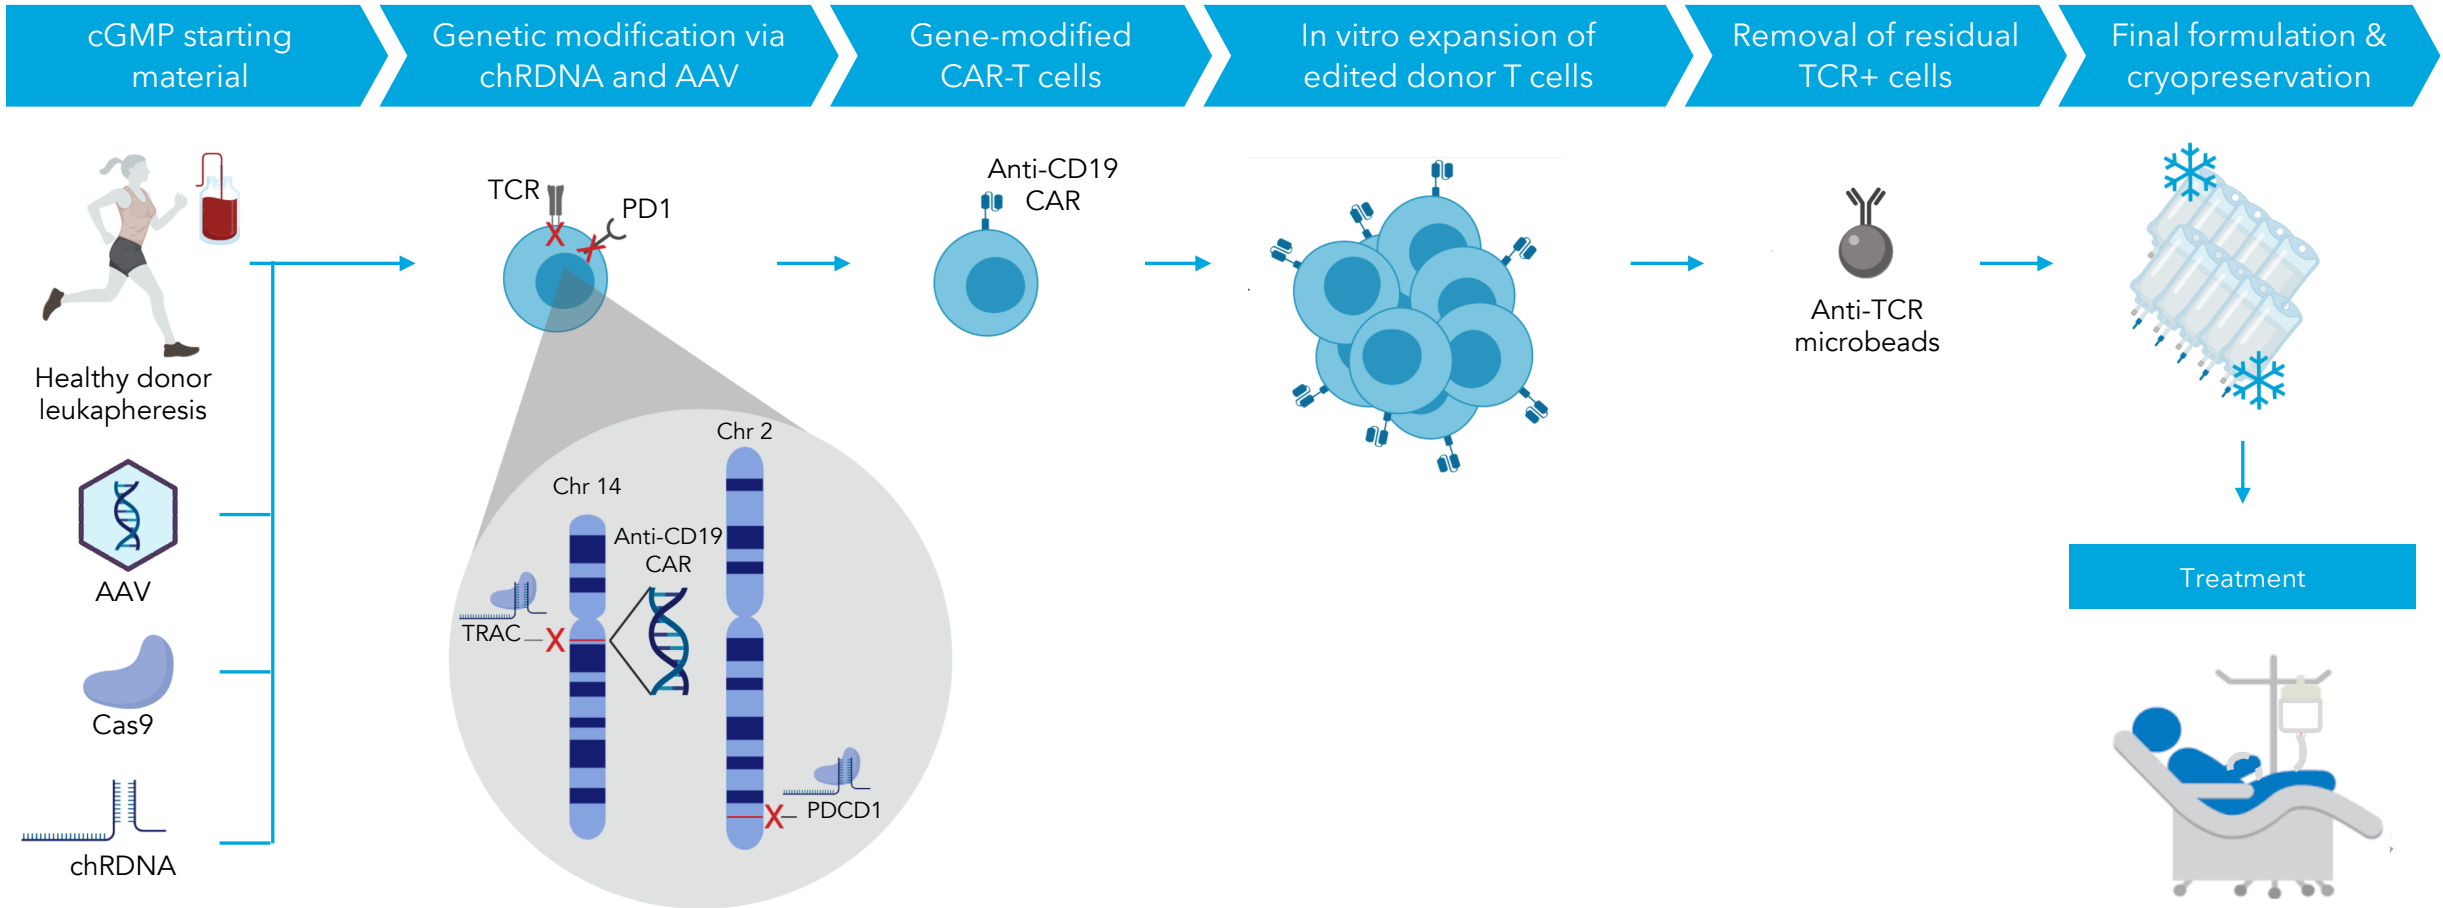 cGMP starting
material
Genetic modification via
chRDNA and AAV
Gene-modified
CAR-T cells
In vitro expansion of
edited donor T cells
Removal of residual
TCR+ cells
Final formulation &
cryopreservation
Healthy donor
leukapheresis
AAV
Cas9
chRDNA
TCR
PD1
Chr 14
Chr 2
Anti-CD19
CAR
TRAC
PDCD1
Anti-CD19
CAR
Anti-TCR
microbeads
Treatment